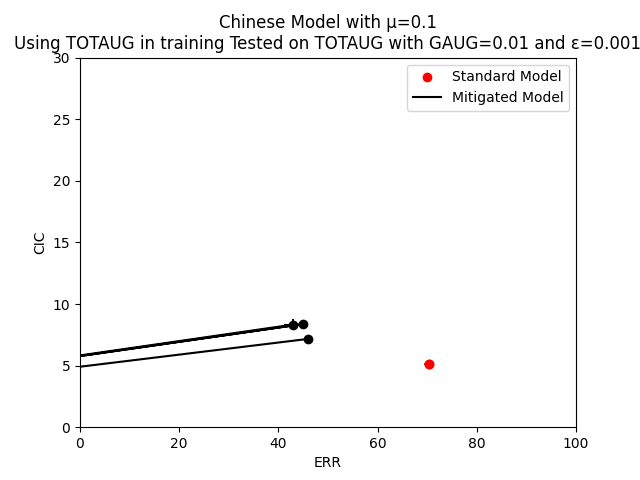 Chinese Model with μ=0.1
Using TOTAUG in training Tested on TOTAUG with GAUG=0.01 and ε=0.001
30
25
20
15
10
5
0
CIC
Standard Model
Mitigated Model
0 20 40 60 80 100
ERR